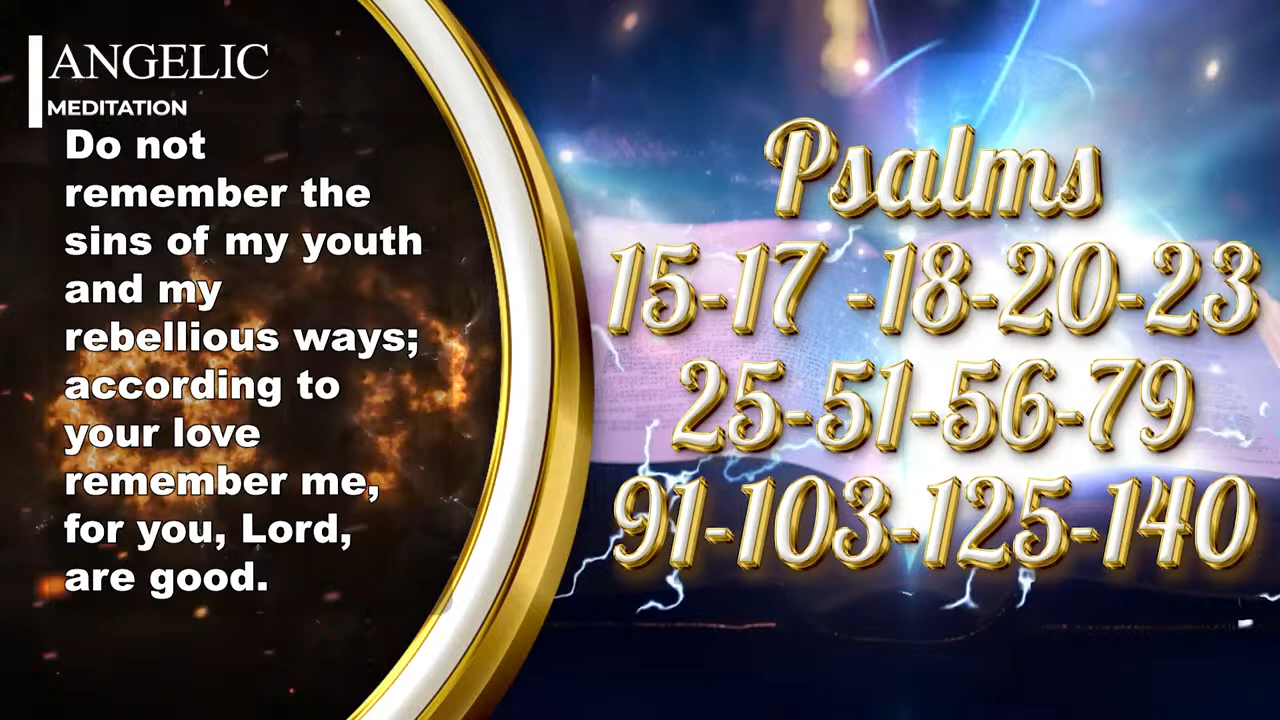 ANGELIC
MEDITATION
Do not
remember the
sins of my youth
and my
rebellious ways;
according to
your love
remember me,
for you, Lord,
are good.
Psalms
15-17 -18-20-23
25-51-56-79
91-103-125-140